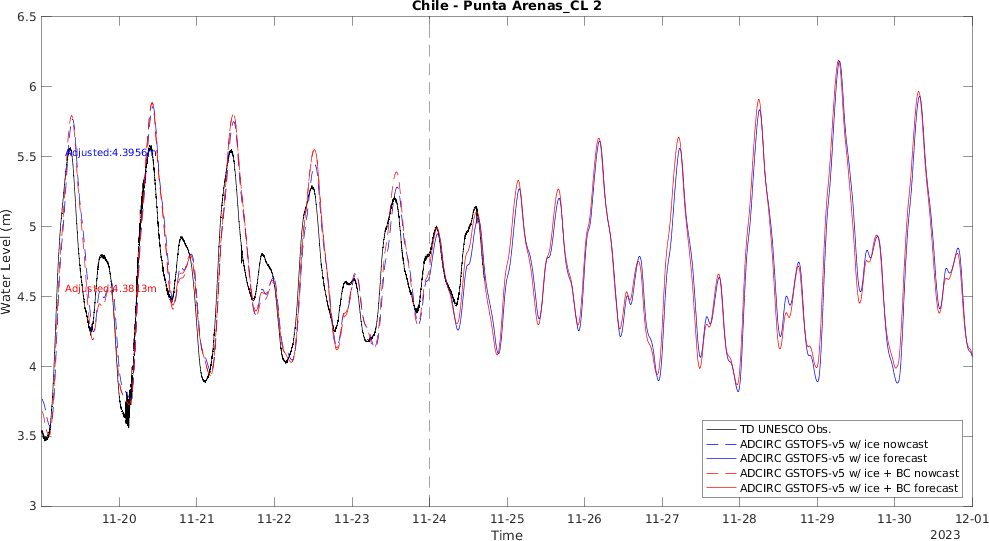 Chile - Punta Arenas_CL 2
6.5
6
5.5
5
4.5
4
3.5
3
Water Level (m)
Adjusted:4.3956m
Adjusted:4.3813m
TD UNESCO Obs.
ADCIRC GSTOFS-v5 w/ ice nowcast
ADCIRC GSTOFS-v5 w/ ice forecast
ADCIRC GSTOFS-v5 w/ ice + BC nowcast
ADCIRC GSTOFS-v5 w/ ice + BC forecast
11-20 11-21 11-22 11-23 11-24 11-25 11-26 11-27 11-28 11-29 11-30 12-01
Time
2023